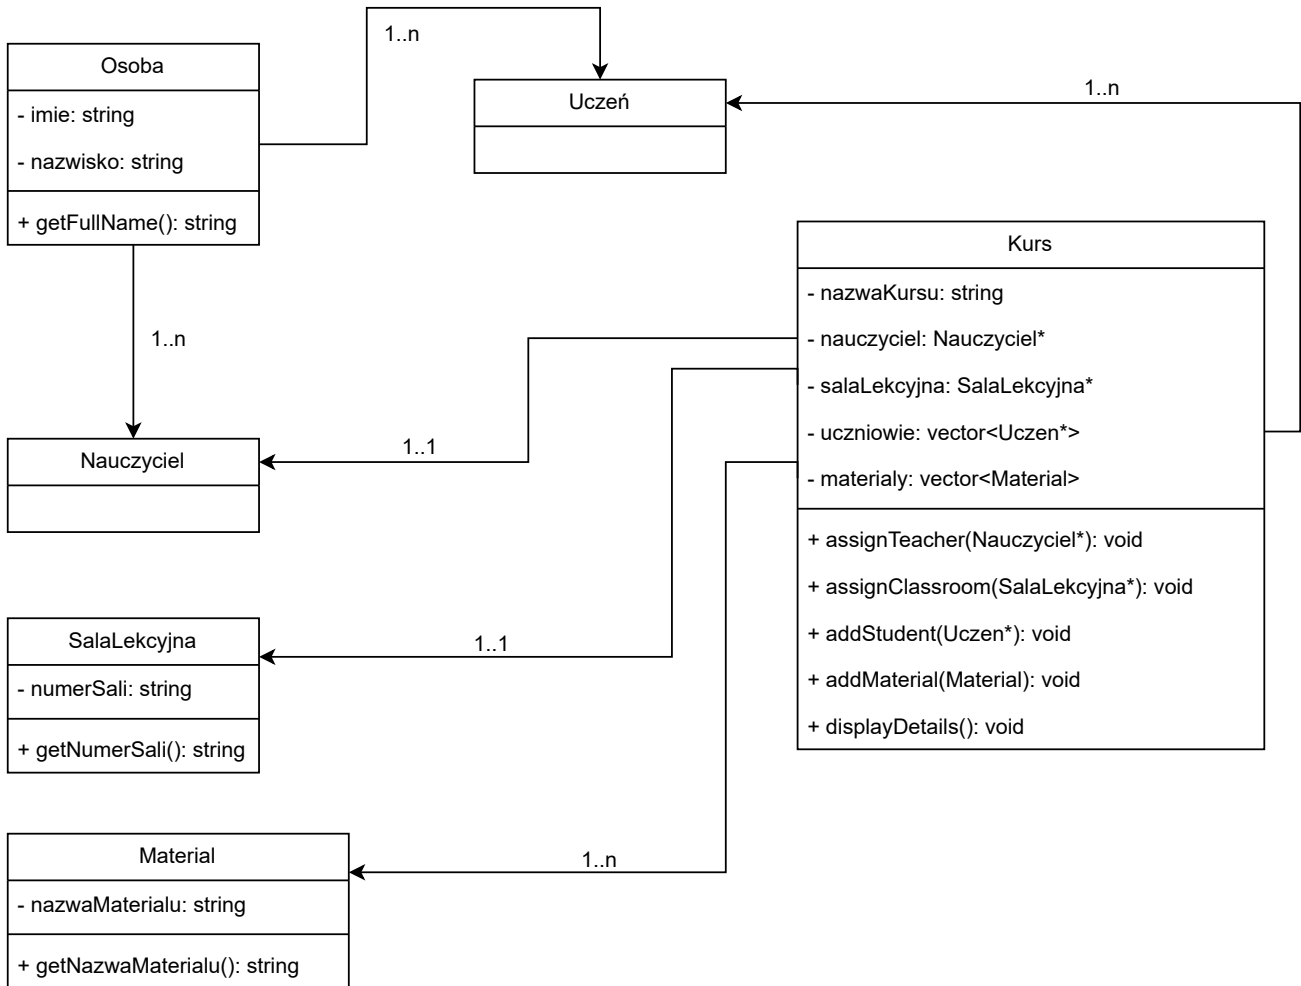 1..n
Osoba
- imie: string
- nazwisko: string
+ getFullName(): string
Uczeń
1..n
Kurs
- nazwaKursu: string
- nauczyciel: Nauczyciel*
- salaLekcyjna: SalaLekcyjna*
- uczniowie: vector<Uczen*>
- materialy: vector<Material>
+ assignTeacher(Nauczyciel*): void
+ assignClassroom(SalaLekcyjna*): void
+ addStudent(Uczen*): void
+ addMaterial(Material): void
+ displayDetails(): void
1..n
Nauczyciel
1..1
SalaLekcyjna
- numerSali: string
+ getNumerSali(): string
1..1
Material
- nazwaMaterialu: string
+ getNazwaMaterialu(): string
1..n